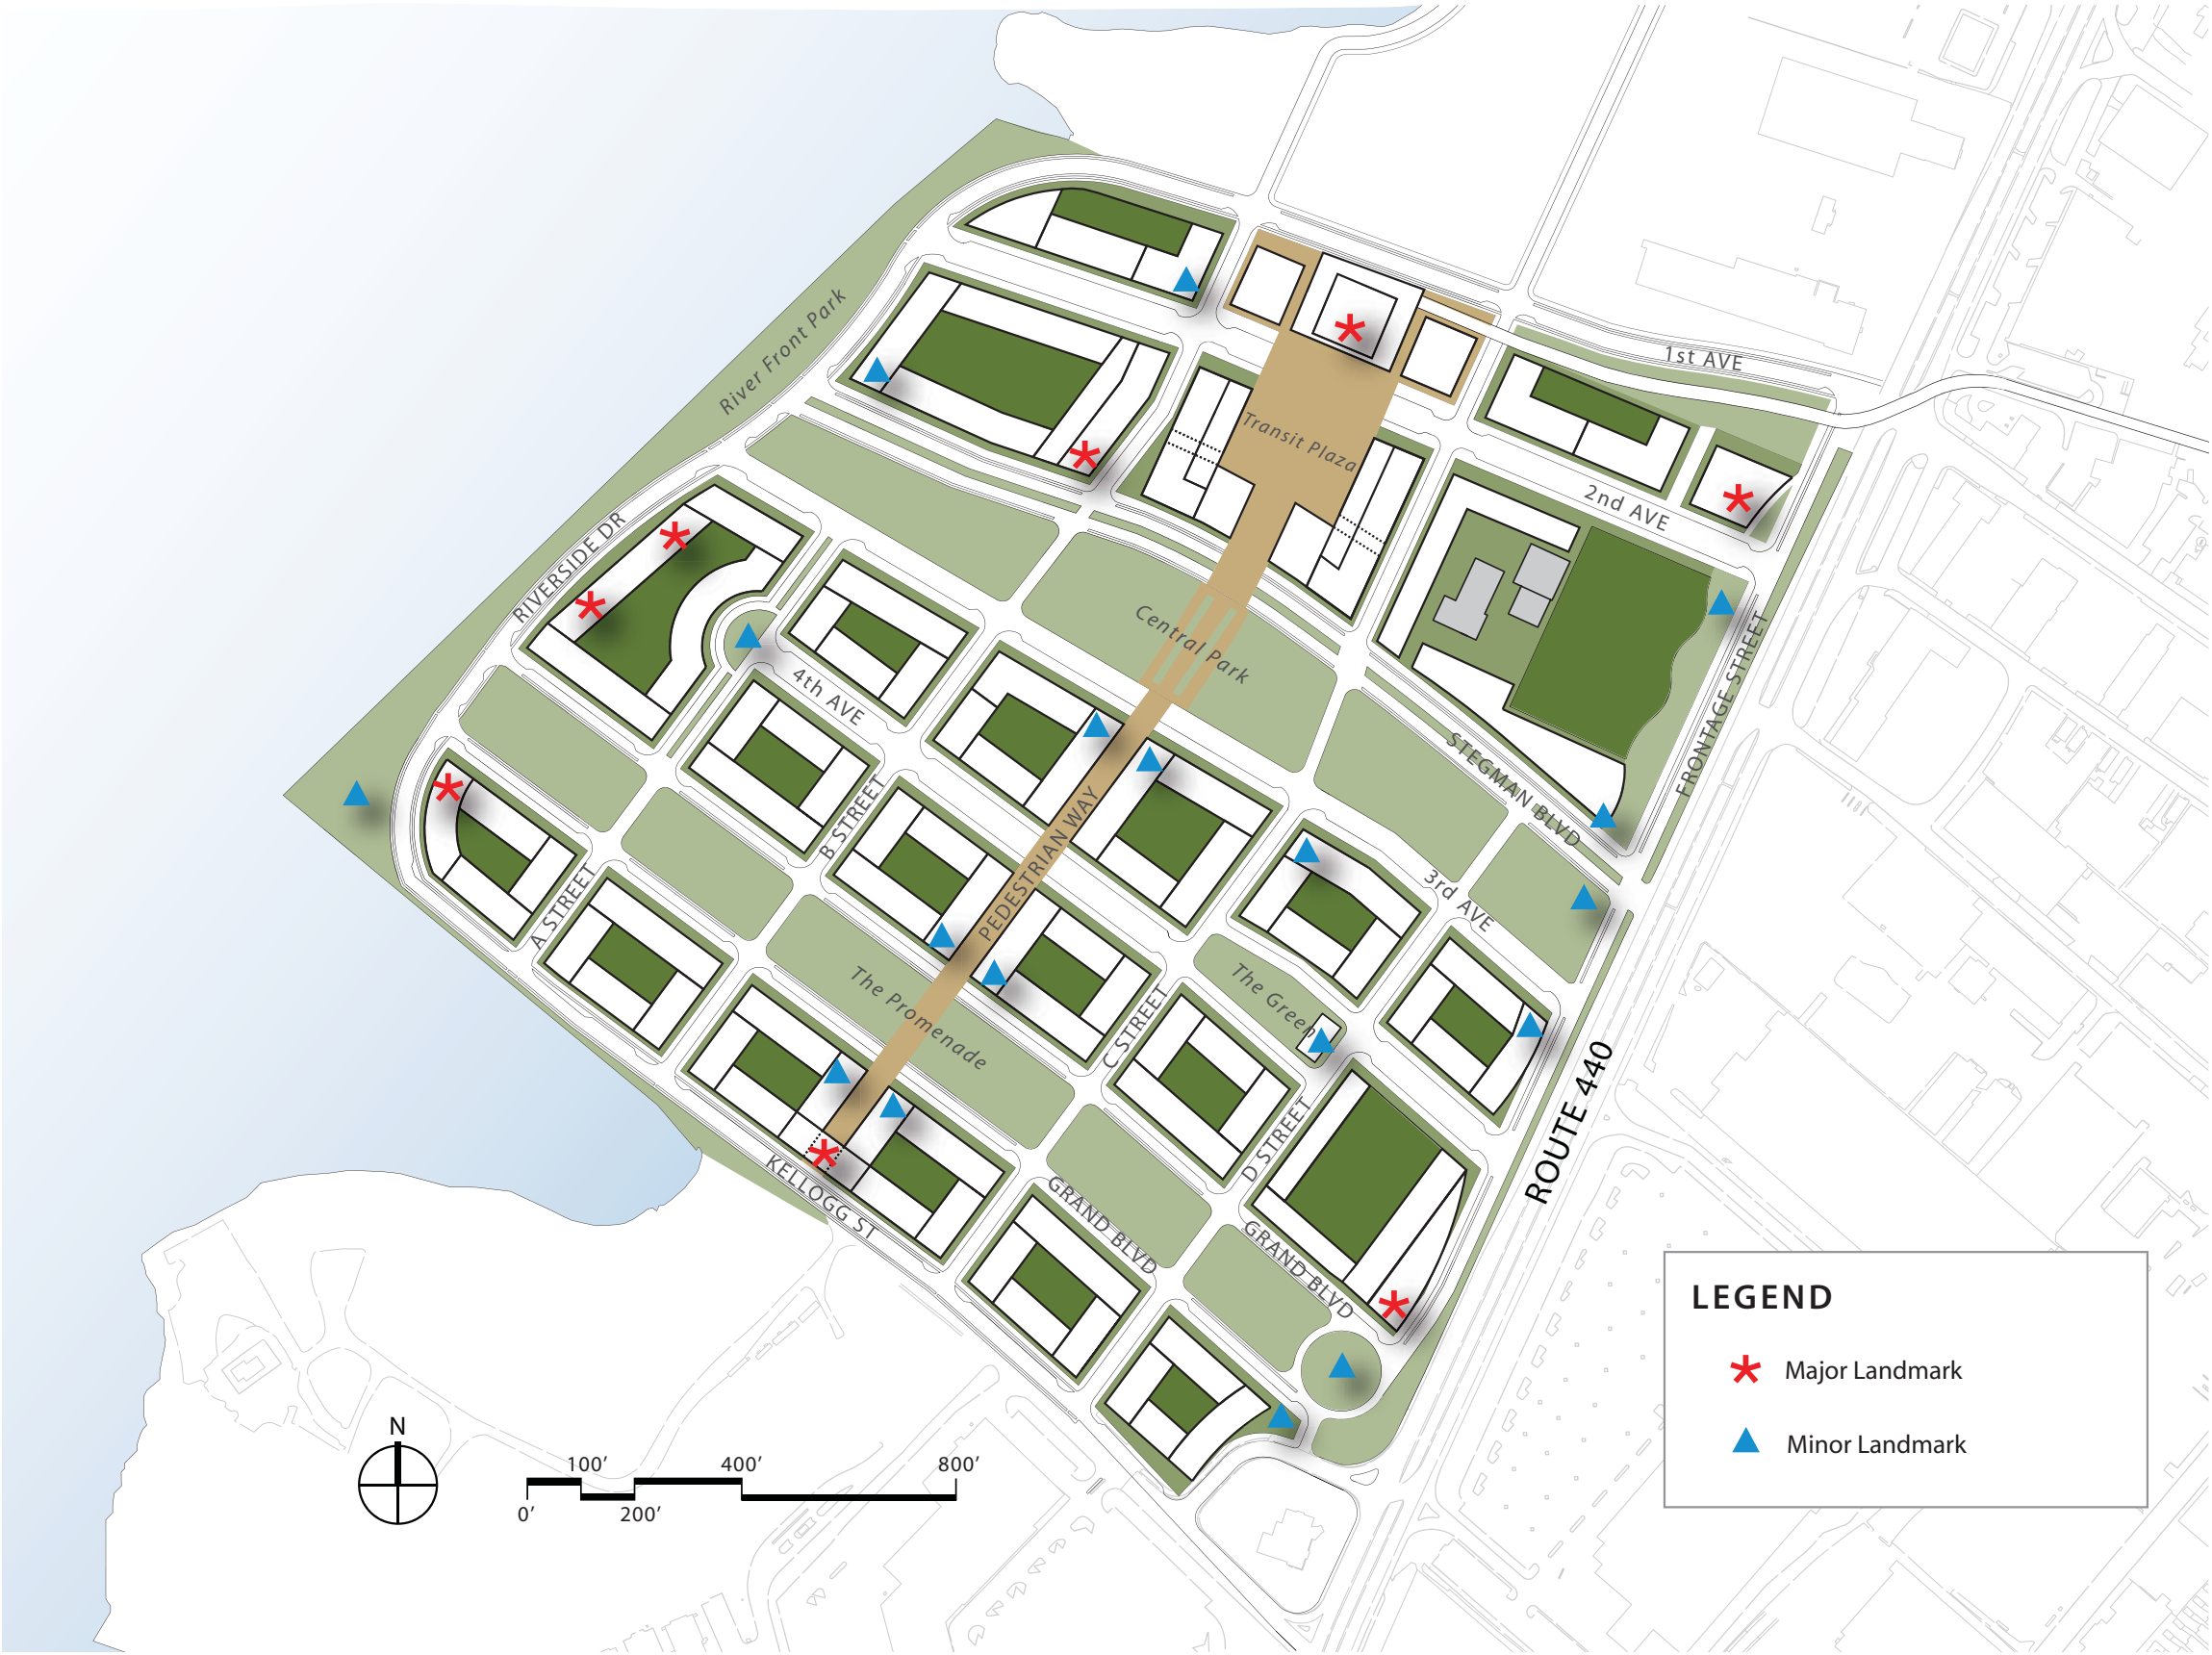 River Front Park
1st AVE
Transit Plaza
2nd AVE
RIVERSIDE DR
Central Park
FRONTAGE STREET
4th AVE
STEGMAN BLVD
B STREET
PEDESTRIAN WAY
3rd AVE
A STREET
The Green
The Promenade
C STREET
ROUTE 440
D STREET
KELLOGG ST
GRAND BLVD
GRAND BLVD
LEGEND
Major Landmark
Minor Landmark
N
100’ 400’ 800’
0’ 200’